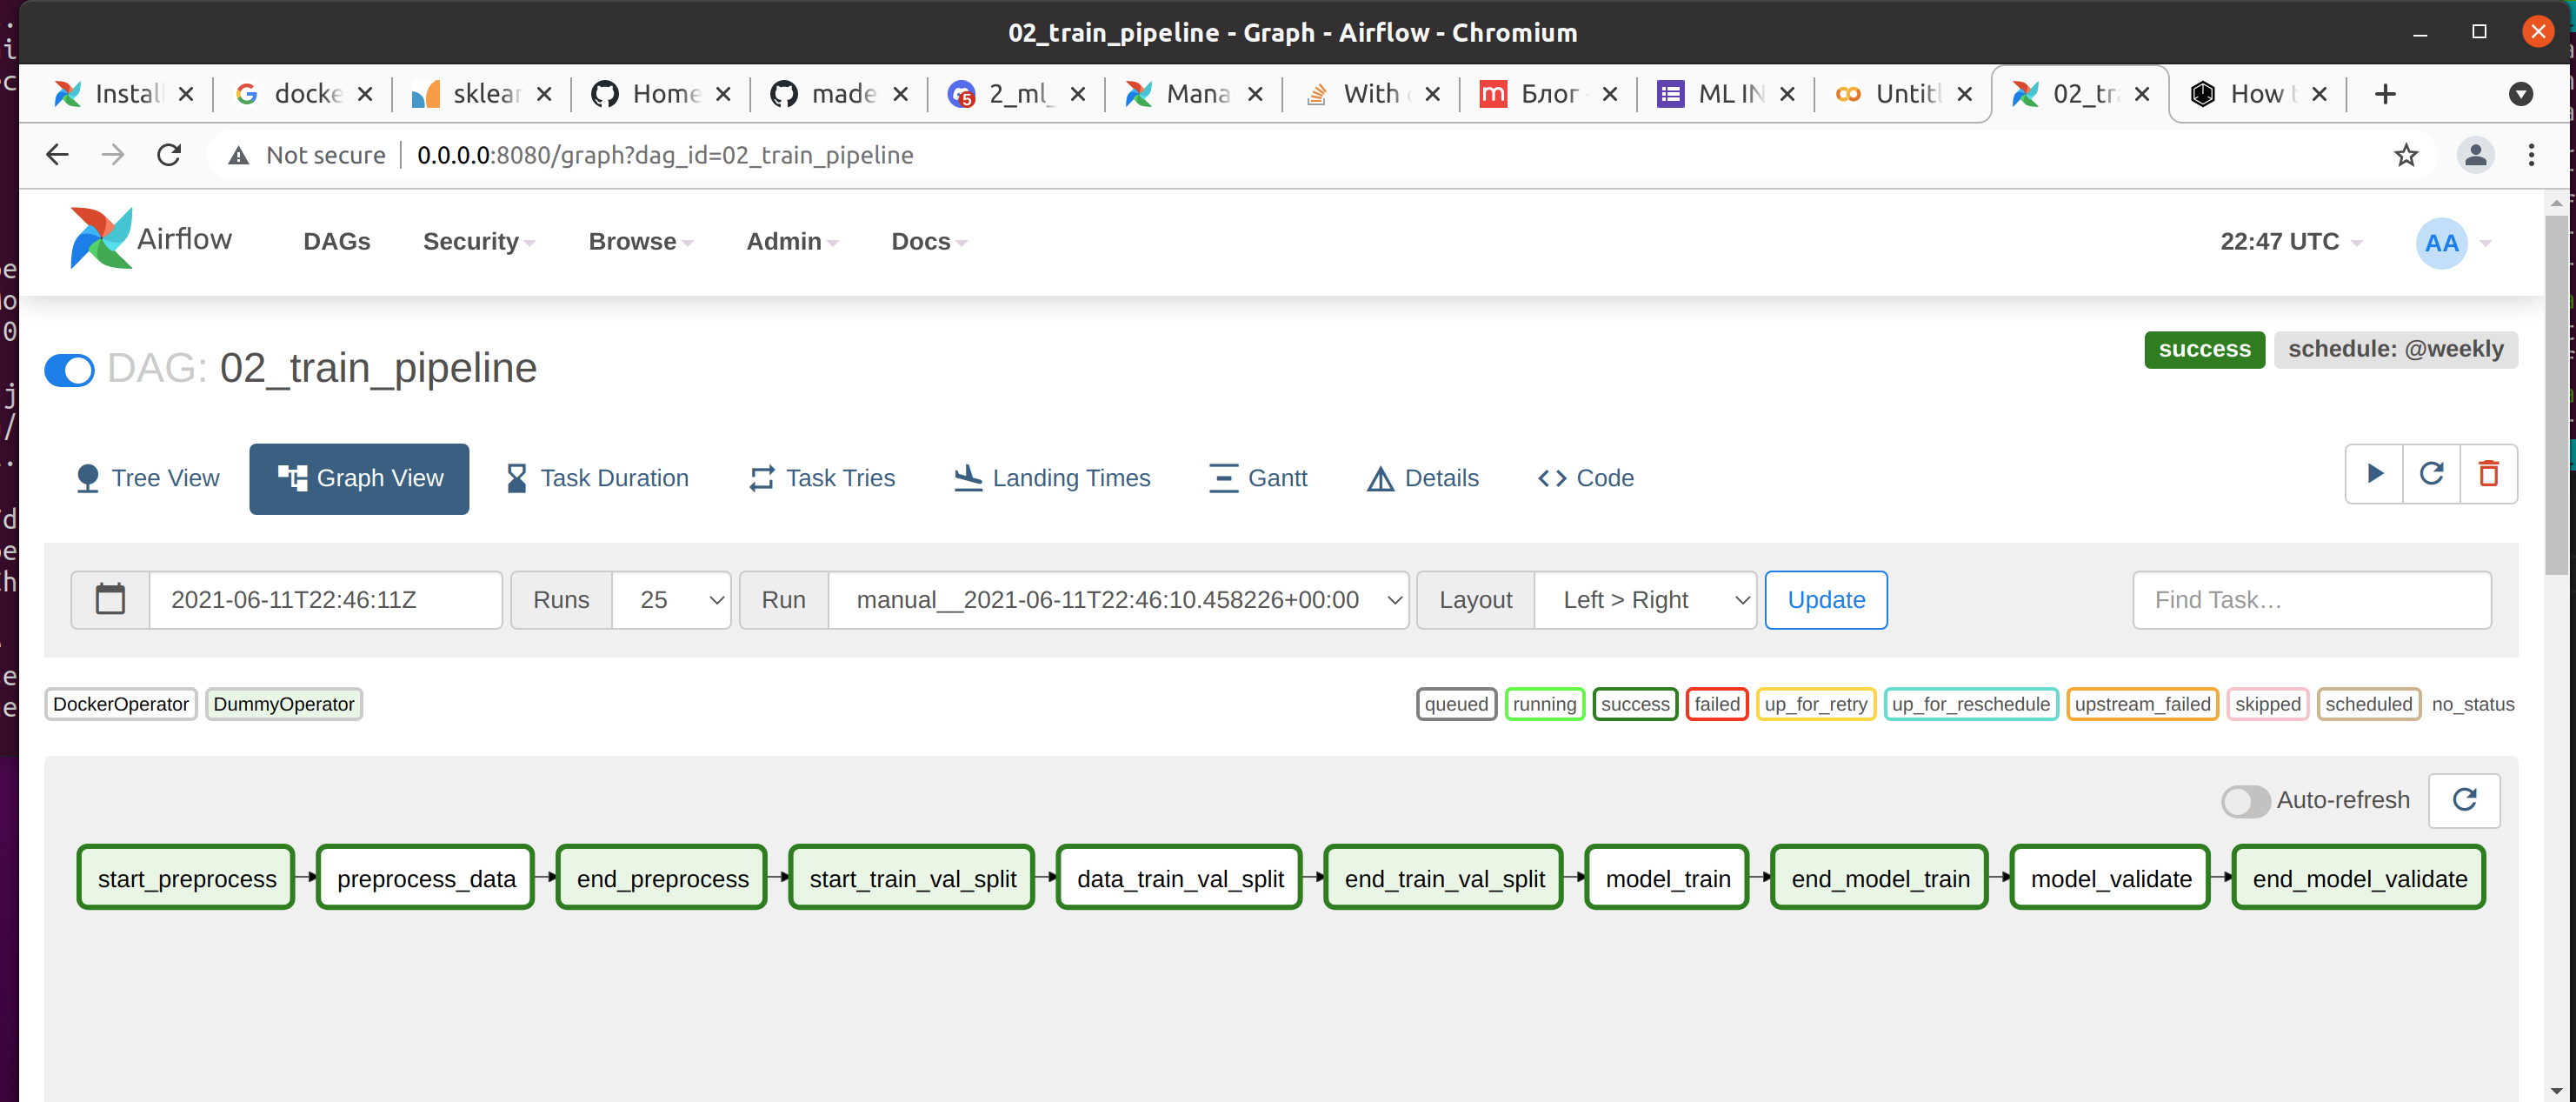 02_train_pipeline - Graph - Airflow - Chromium
Install
docke
sklear
Home
made
2_ml_
Mana
With
Блог
ML IN
Untitl
02_tra
How t
Not secure
0.0.0.0:8080/graph?dag_id=02_train_pipeline
Airflow
DAGs
Security
Browse
Admin
Docs
22:47 UTC
AA
DAG: 02_train_pipeline
success
schedule: @weekly
Tree View
Graph View
Task Duration
Task Tries
Landing Times
Gantt
Details
Code
2021-06-11T22:46:11Z
Runs
25
Run
manual__2021-06-11T22:46:10.458226+00:00
Layout
Left > Right
Update
Find Task…
DockerOperator
DummyOperator
queued
running
success
failed
up_for_retry
up_for_reschedule
upstream_failed
skipped
scheduled
no_status
Auto-refresh
start_preprocess
preprocess_data
end_preprocess
start_train_val_split
data_train_val_split
end_train_val_split
model_train
end_model_train
model_validate
end_model_validate